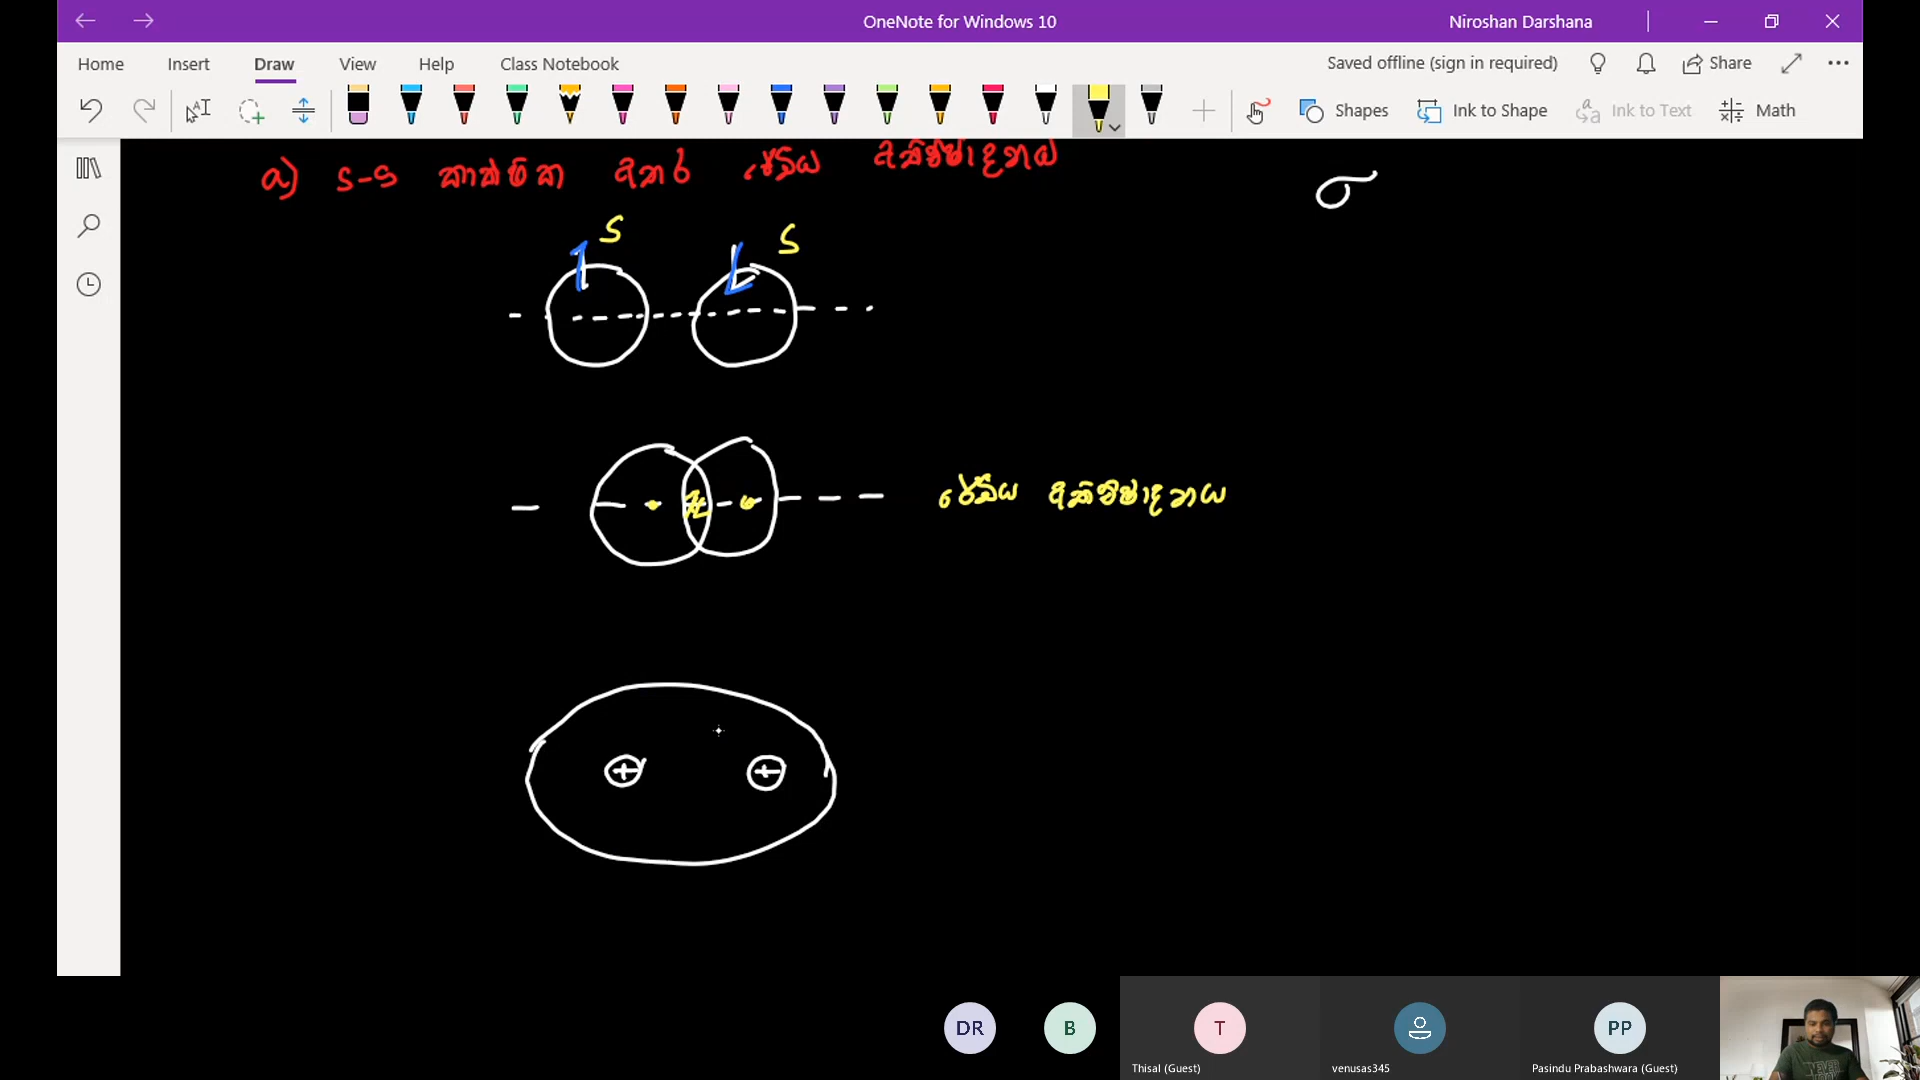 OneNote for Windows 10
Niroshan Darshana
Home Insert Draw View Help Class Notebook
Saved offline (sign in required) Share
Shapes Ink to Shape Ink to Text Math
a) s-s කාක්ෂික අතර රේඛීය අතිච්ඡාදනය
σ
S S
රේඛීය අතිච්ඡාදනය
+ +
DR B T PP
Thisal (Guest) venusas345 Pasindu Prabashwara (Guest)